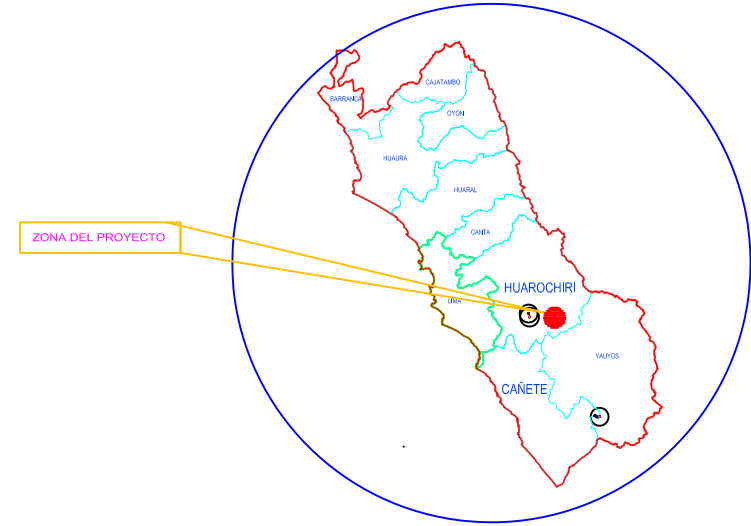 CAJATAMBO
BARRANCA
OYON
HUAURA
HUARAL
CANTA
ZONA DEL PROYECTO
HUAROCHIRI
LIMA
YAUYOS
CAÑETE